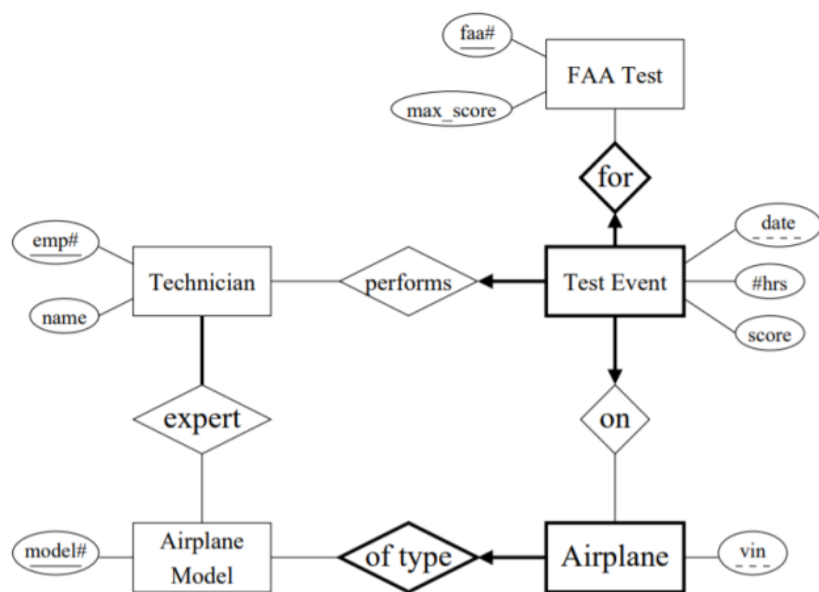 faa#
FAA Test
max_score
for
emp#
date
Technician
performs
Test Event
#hrs
name
score
expert
on
model#
Airplane
Model
of type
Airplane
vin